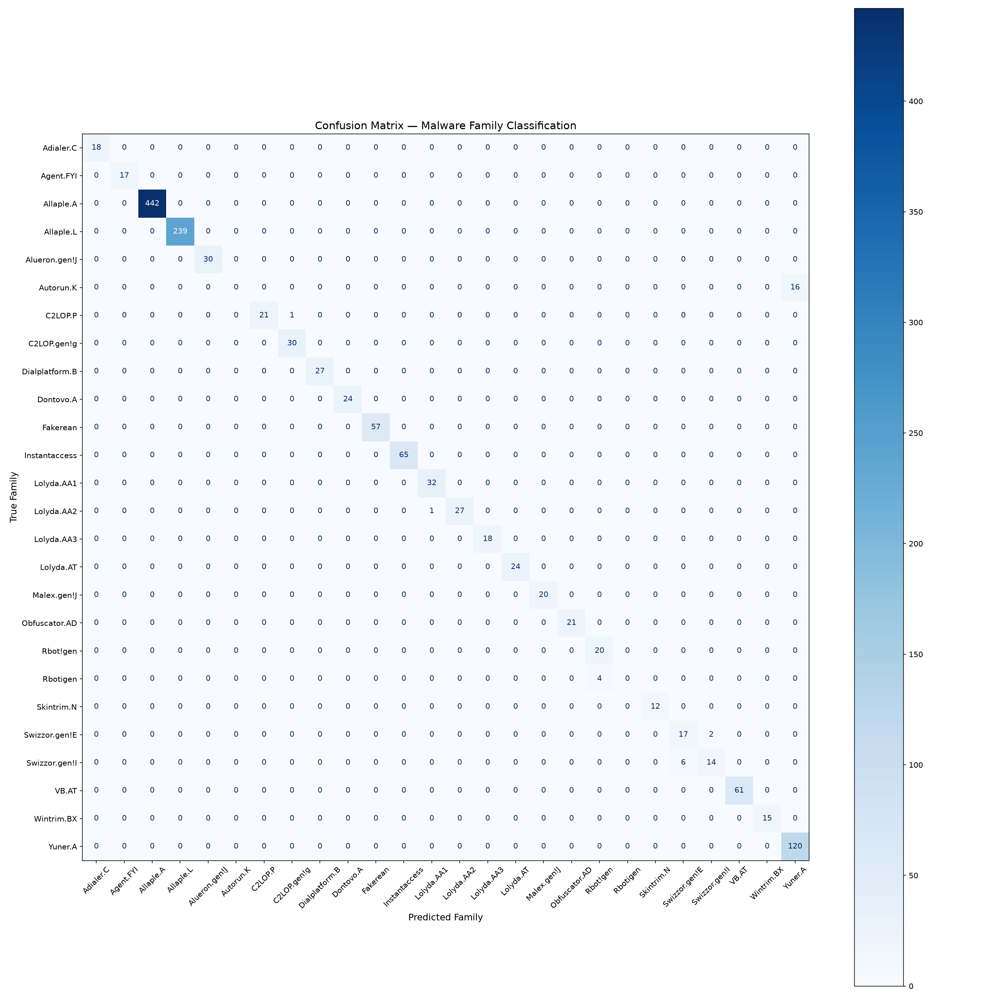 Confusion Matrix — Malware Family Classification
Adialer.C 18 0 0 0 0 0 0 0 0 0 0 0 0 0 0 0 0 0 0 0 0 0 0 0 0 0
Agent.FYI 0 17 0 0 0 0 0 0 0 0 0 0 0 0 0 0 0 0 0 0 0 0 0 0 0 0
Allaple.A 0 0 442 0 0 0 0 0 0 0 0 0 0 0 0 0 0 0 0 0 0 0 0 0 0 0
Allaple.L 0 0 0 239 0 0 0 0 0 0 0 0 0 0 0 0 0 0 0 0 0 0 0 0 0 0
Alueron.gen!J 0 0 0 0 30 0 0 0 0 0 0 0 0 0 0 0 0 0 0 0 0 0 0 0 0 0
Autorun.K 0 0 0 0 0 0 0 0 0 0 0 0 0 0 0 0 0 0 0 0 0 0 0 0 0 16
C2LOP.P 0 0 0 0 0 0 21 1 0 0 0 0 0 0 0 0 0 0 0 0 0 0 0 0 0 0
C2LOP.gen!g 0 0 0 0 0 0 0 30 0 0 0 0 0 0 0 0 0 0 0 0 0 0 0 0 0 0
Dialplatform.B 0 0 0 0 0 0 0 0 27 0 0 0 0 0 0 0 0 0 0 0 0 0 0 0 0 0
Dontovo.A 0 0 0 0 0 0 0 0 0 24 0 0 0 0 0 0 0 0 0 0 0 0 0 0 0 0
Fakerean 0 0 0 0 0 0 0 0 0 0 57 0 0 0 0 0 0 0 0 0 0 0 0 0 0 0
Instantaccess 0 0 0 0 0 0 0 0 0 0 0 65 0 0 0 0 0 0 0 0 0 0 0 0 0 0
Lolyda.AA1 0 0 0 0 0 0 0 0 0 0 0 0 32 0 0 0 0 0 0 0 0 0 0 0 0 0
Lolyda.AA2 0 0 0 0 0 0 0 0 0 0 0 0 1 27 0 0 0 0 0 0 0 0 0 0 0 0
Lolyda.AA3 0 0 0 0 0 0 0 0 0 0 0 0 0 0 18 0 0 0 0 0 0 0 0 0 0 0
Lolyda.AT 0 0 0 0 0 0 0 0 0 0 0 0 0 0 0 24 0 0 0 0 0 0 0 0 0 0
Malex.gen!J 0 0 0 0 0 0 0 0 0 0 0 0 0 0 0 0 20 0 0 0 0 0 0 0 0 0
Obfuscator.AD 0 0 0 0 0 0 0 0 0 0 0 0 0 0 0 0 0 21 0 0 0 0 0 0 0 0
Rbot!gen 0 0 0 0 0 0 0 0 0 0 0 0 0 0 0 0 0 0 20 0 0 0 0 0 0 0
Rbotigen 0 0 0 0 0 0 0 0 0 0 0 0 0 0 0 0 0 0 4 0 0 0 0 0 0 0
Skintrim.N 0 0 0 0 0 0 0 0 0 0 0 0 0 0 0 0 0 0 0 0 12 0 0 0 0 0
Swizzor.gen!E 0 0 0 0 0 0 0 0 0 0 0 0 0 0 0 0 0 0 0 0 0 17 2 0 0 0
Swizzor.gen!I 0 0 0 0 0 0 0 0 0 0 0 0 0 0 0 0 0 0 0 0 0 6 14 0 0 0
VB.AT 0 0 0 0 0 0 0 0 0 0 0 0 0 0 0 0 0 0 0 0 0 0 0 61 0 0
Wintrim.BX 0 0 0 0 0 0 0 0 0 0 0 0 0 0 0 0 0 0 0 0 0 0 0 0 15 0
Yuner.A 0 0 0 0 0 0 0 0 0 0 0 0 0 0 0 0 0 0 0 0 0 0 0 0 0 120
True Family
Adialer.C Agent.FYI Allaple.A Allaple.L Alueron.gen!J Autorun.K C2LOP.P C2LOP.gen!g Dialplatform.B Dontovo.A Fakerean Instantaccess Lolyda.AA1 Lolyda.AA2 Lolyda.AA3 Lolyda.AT Malex.gen!J Obfuscator.AD Rbot!gen Rbotigen Skintrim.N Swizzor.gen!E Swizzor.gen!I VB.AT Wintrim.BX Yuner.A
Predicted Family
400
350
300
250
200
150
100
50
0